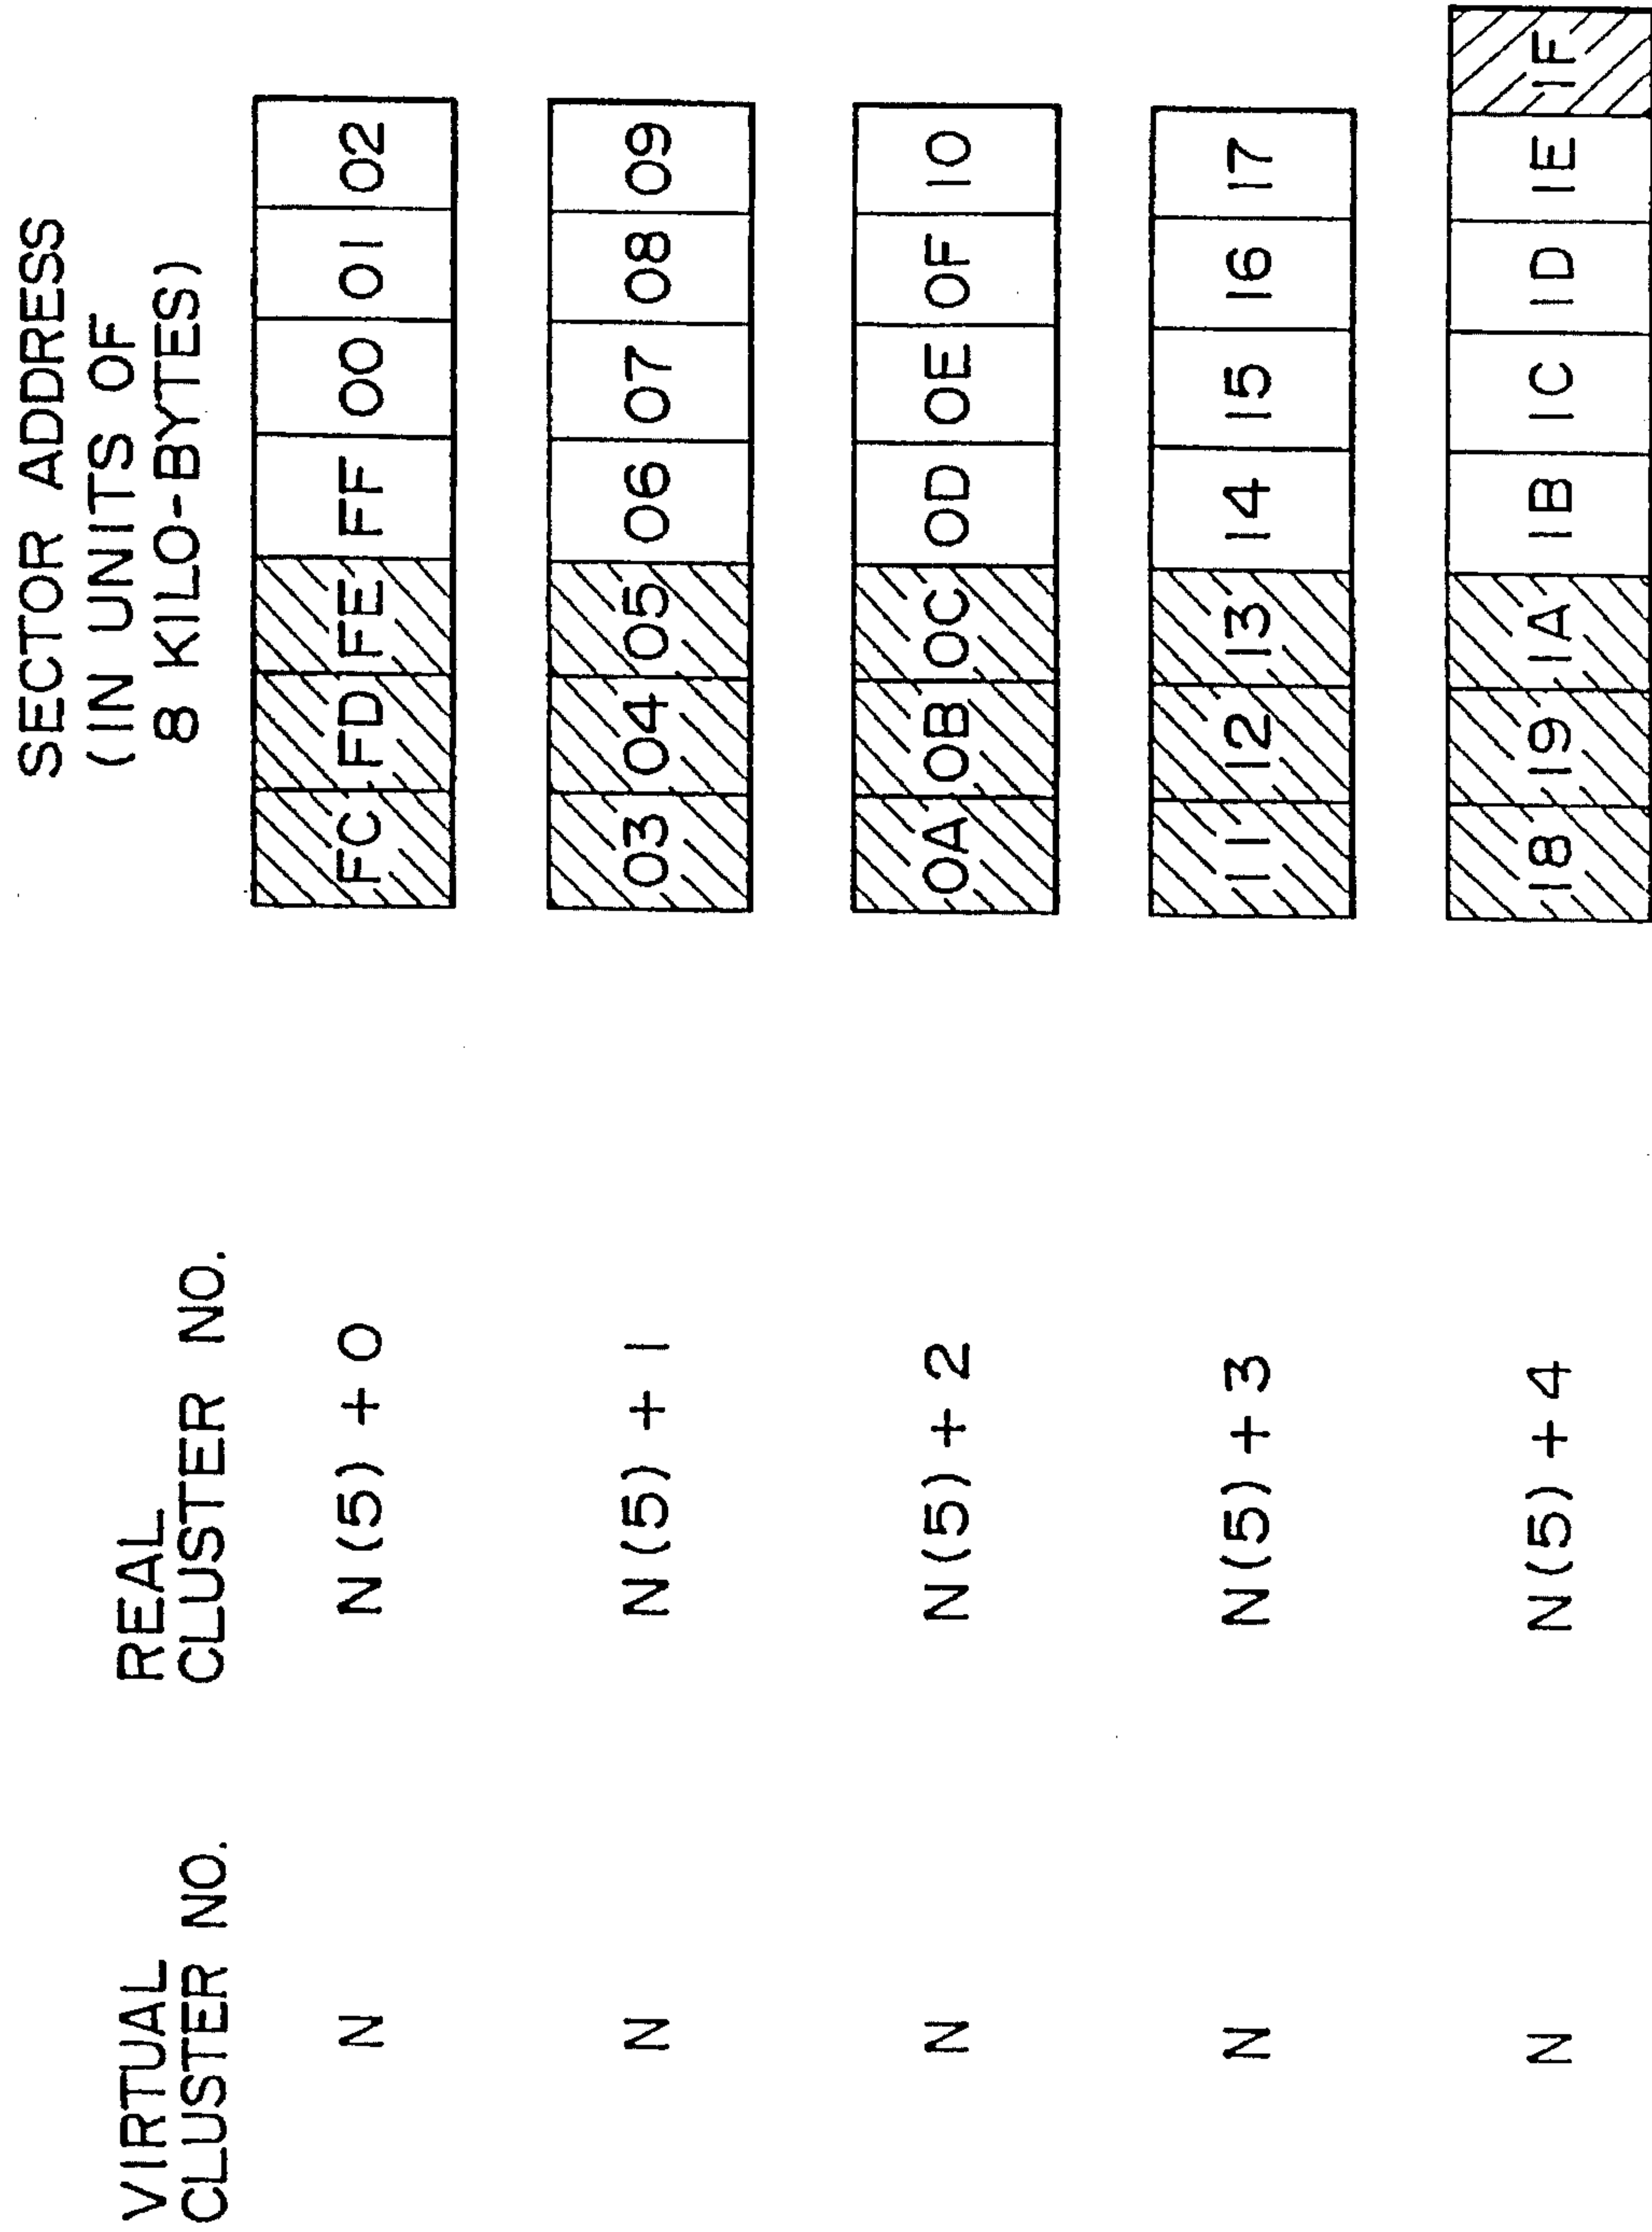 VIRTUAL
CLUSTER NO.
REAL
CLUSTER NO.
SECTOR ADDRESS
(IN UNITS OF
8 KILO-BYTES)
N N(5) + 0 FC FD FE FF 00 01 02
N N(5) + 1 03 04 05 06 07 08 09
N N(5) + 2 0A 0B 0C 0D 0E 0F 10
N N(5) + 3 11 12 13 14 15 16 17
N N(5) + 4 18 19 1A 1B 1C 1D 1E 1F